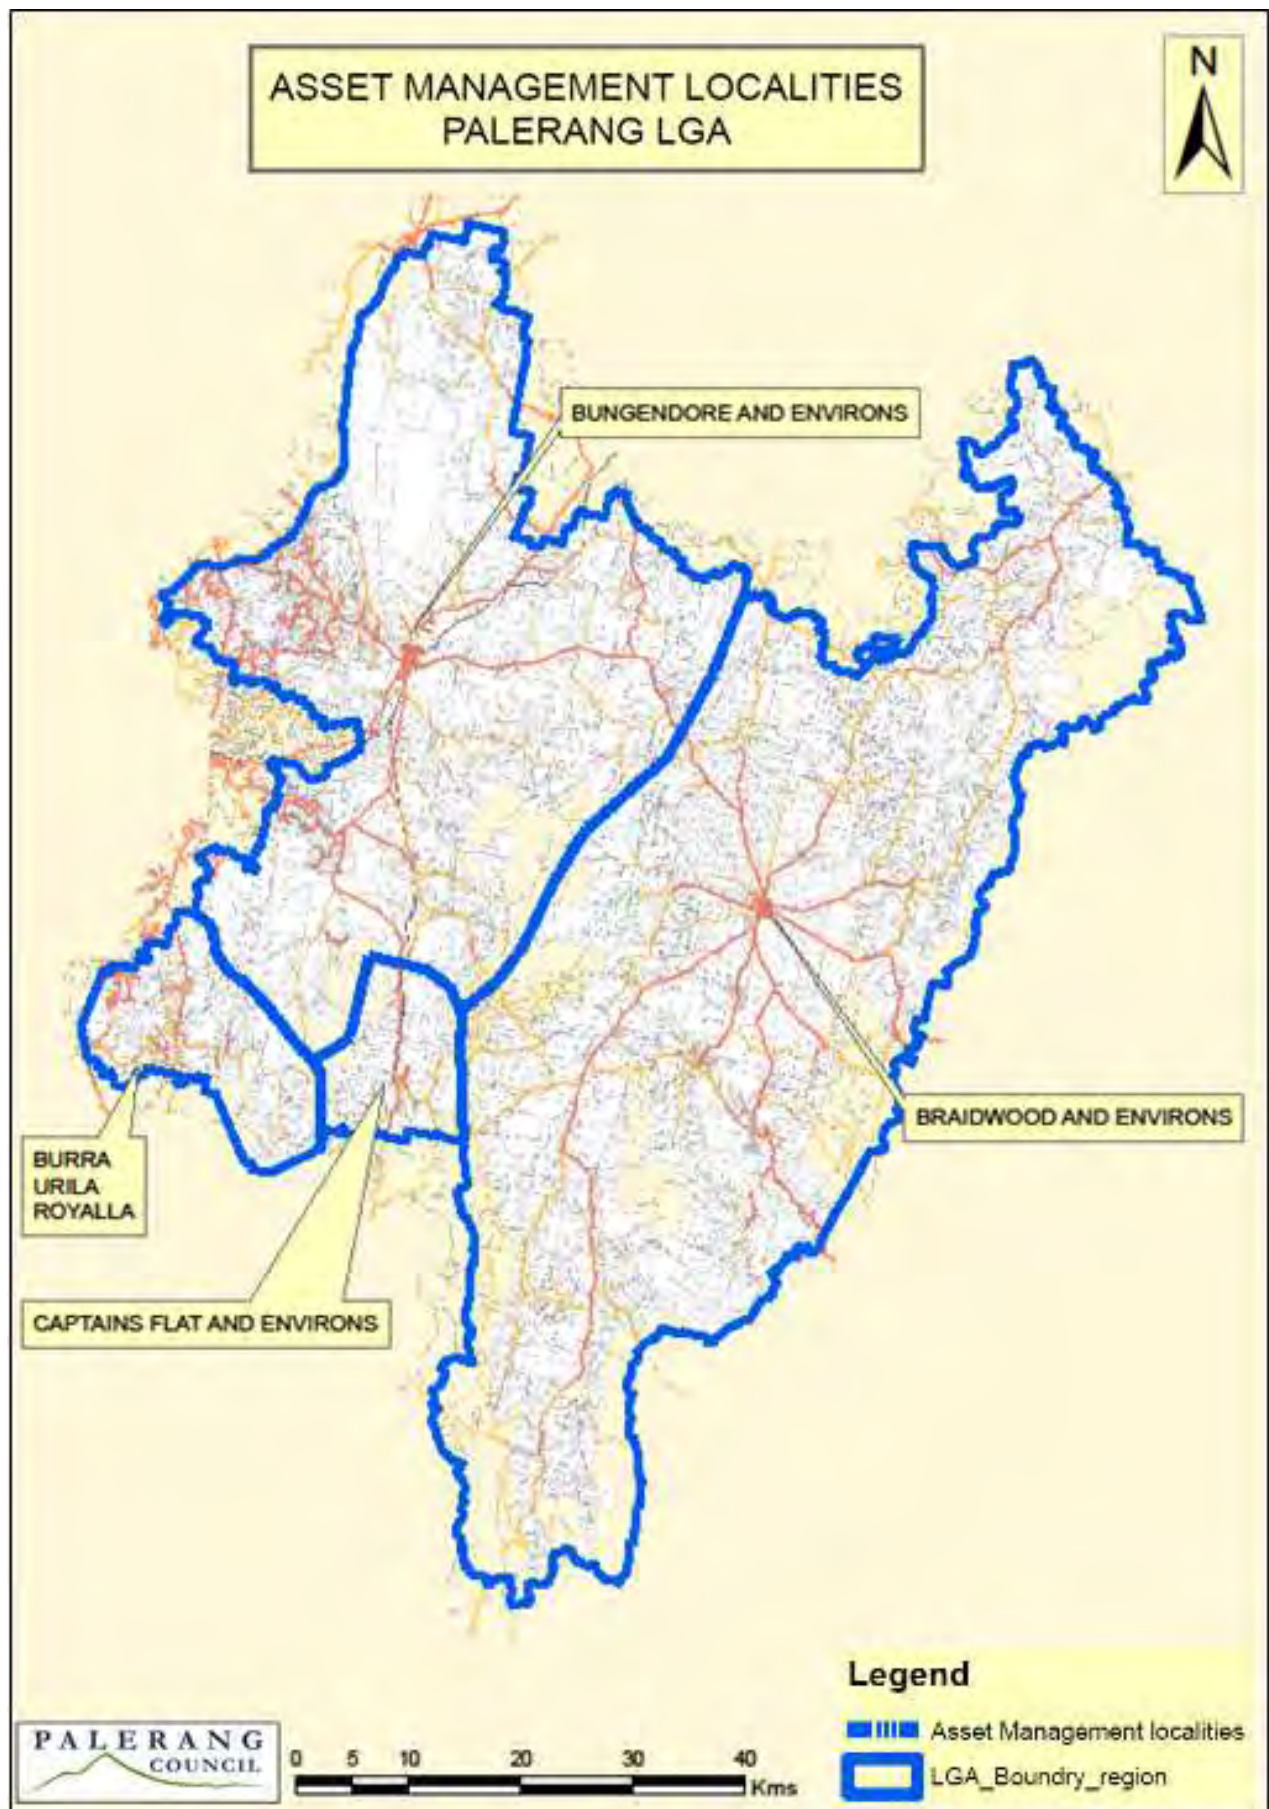 ASSET MANAGEMENT LOCALITIES
PALERANG LGA
N
BUNGENDORE AND ENVIRONS
BRAIDWOOD AND ENVIRONS
BURRA
URILA
ROYALLA
CAPTAINS FLAT AND ENVIRONS
Legend
Asset Management localities
LGA_Boundry_region
PALERANG
COUNCIL
0 5 10 20 30 40
Kms